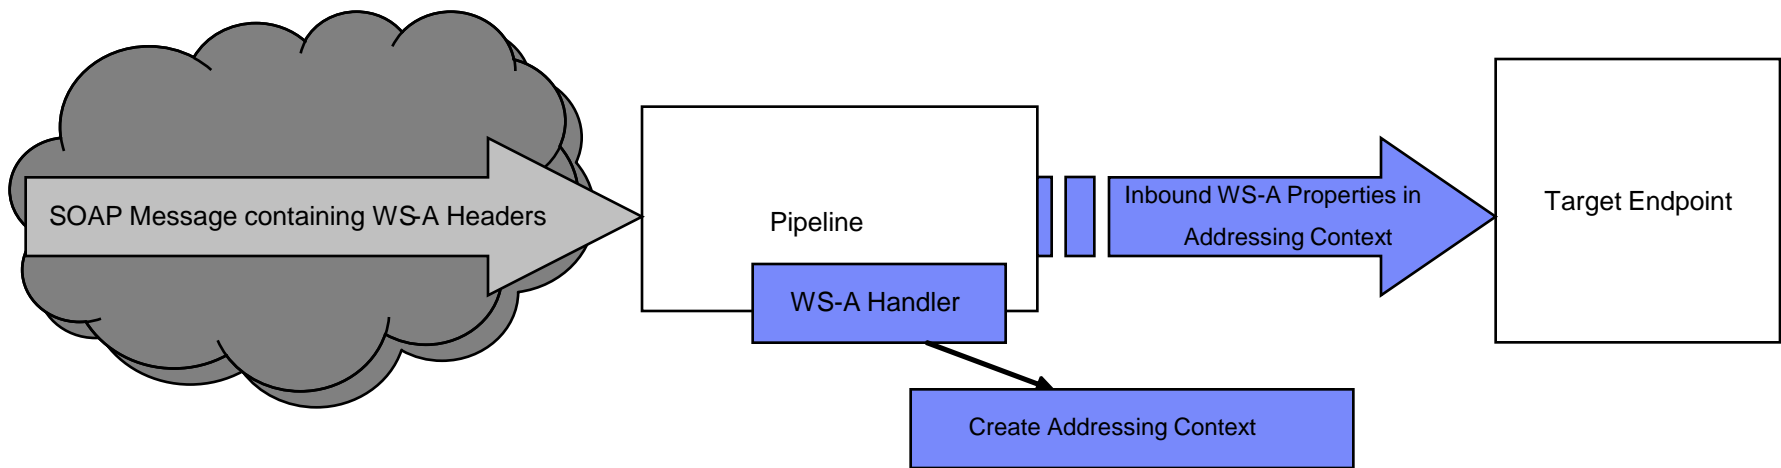 SOAP Message containing WS-A Headers
Pipeline
WS-A Handler
Create Addressing Context
Inbound WS-A Properties in
Addressing Context
Target Endpoint